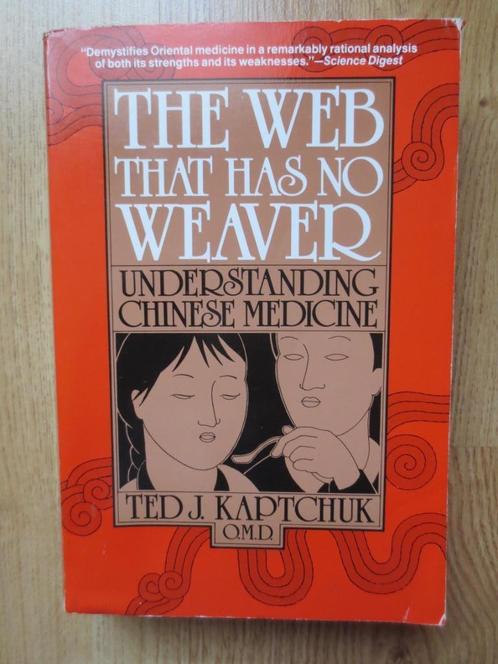 "Demystifies Oriental medicine in a remarkably rational analysis
of both its strengths and its weaknesses."—Science Digest
THE WEB
THAT HAS NO
WEAVER
UNDERSTANDING
CHINESE MEDICINE
TED J. KAPTCHUK
O.M.D.